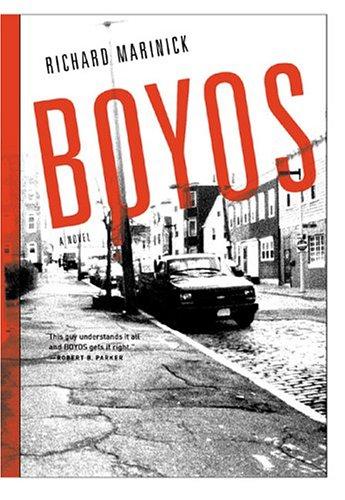 RICHARD MARINICK
BOYOS
A NOVEL
"This guy understands it all
and BOYOS gets it right."
—ROBERT B. PARKER